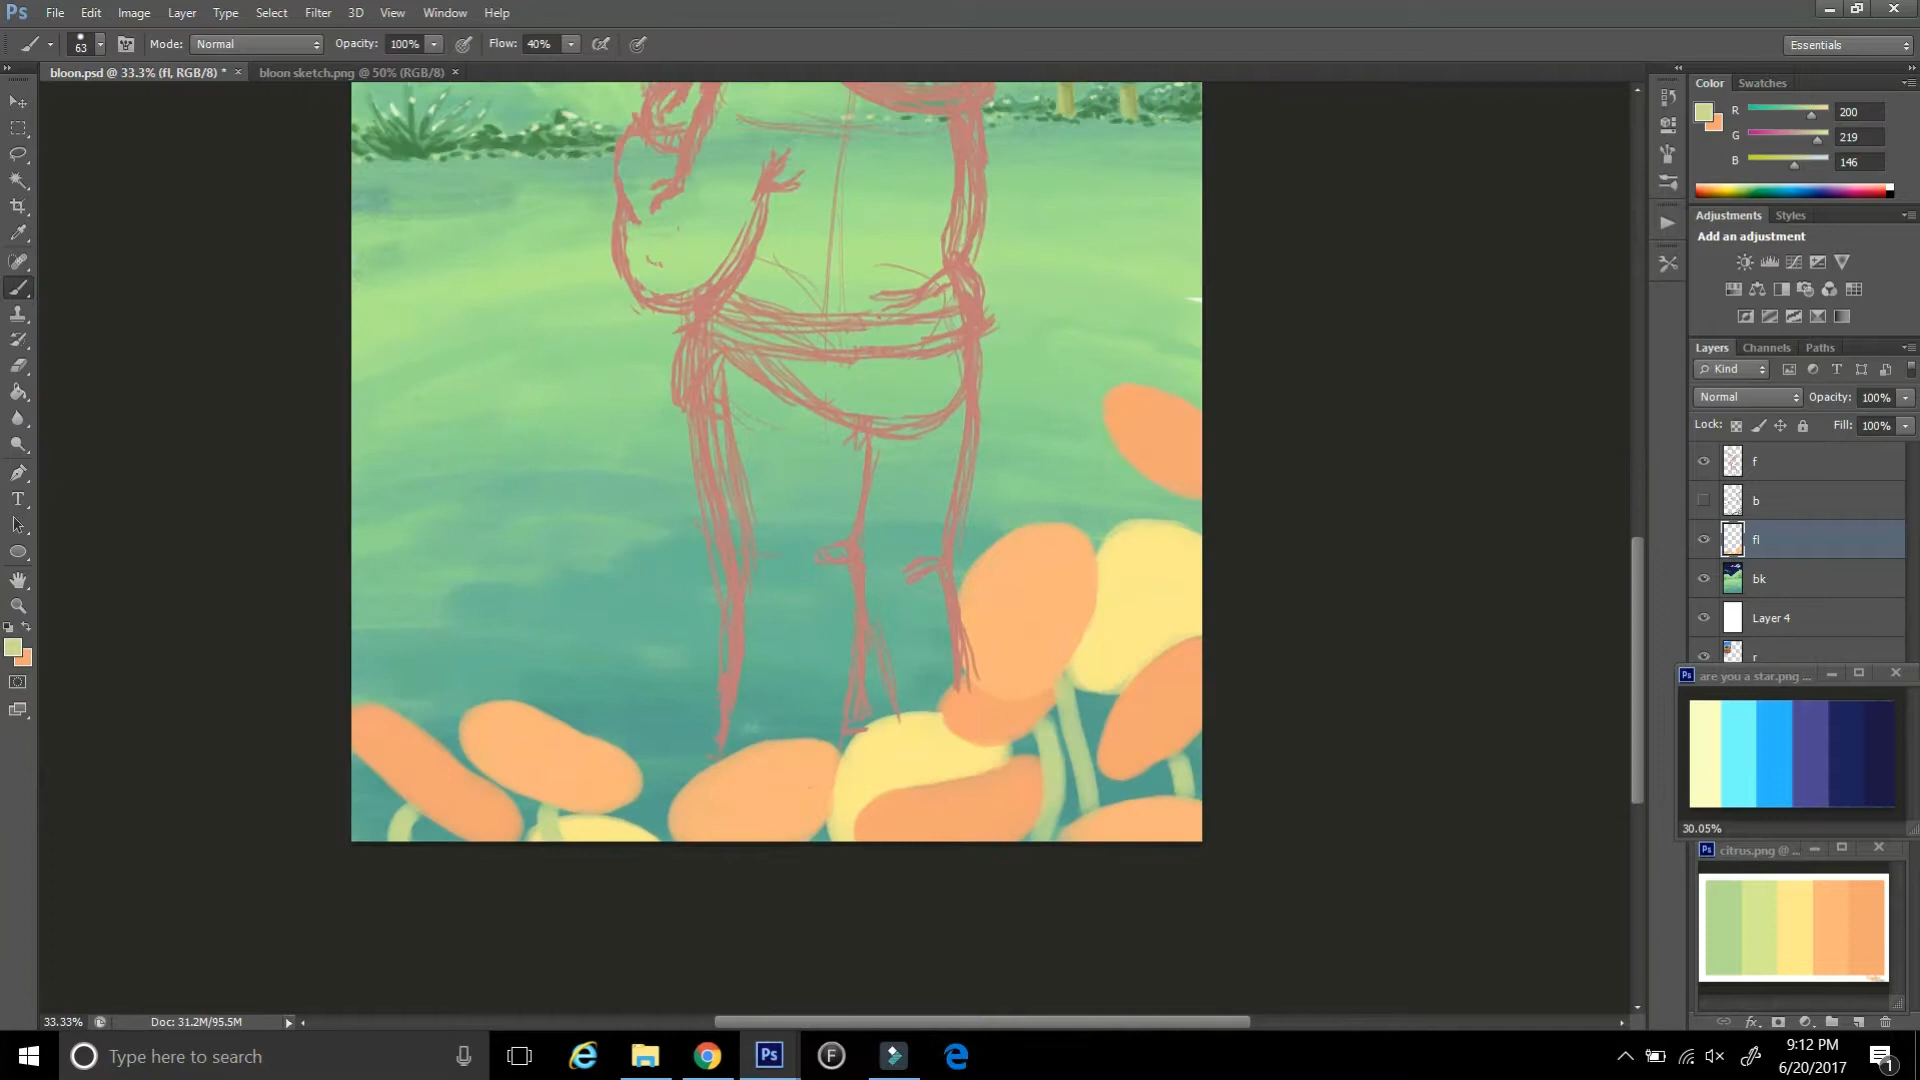 Ps File Edit Image Layer Type Select Filter 3D View Window Help
63 Mode: Normal Opacity: 100% Flow: 40% Essentials
bloon.psd @ 33.3% (fl, RGB/8) * × bloon sketch.png @ 50% (RGB/8) ×
Color Swatches
R 200
G 219
B 146
Adjustments Styles
Add an adjustment
Layers Channels Paths
Kind
Normal Opacity: 100%
Lock: Fill: 100%
f
b
fl
bk
Layer 4
r
Ps are you a star.png ...
30.05%
Ps citrus.png @ ...
33.33% Doc: 31.2M/95.5M
Type here to search
Ps
F
9:12 PM
6/20/2017
1